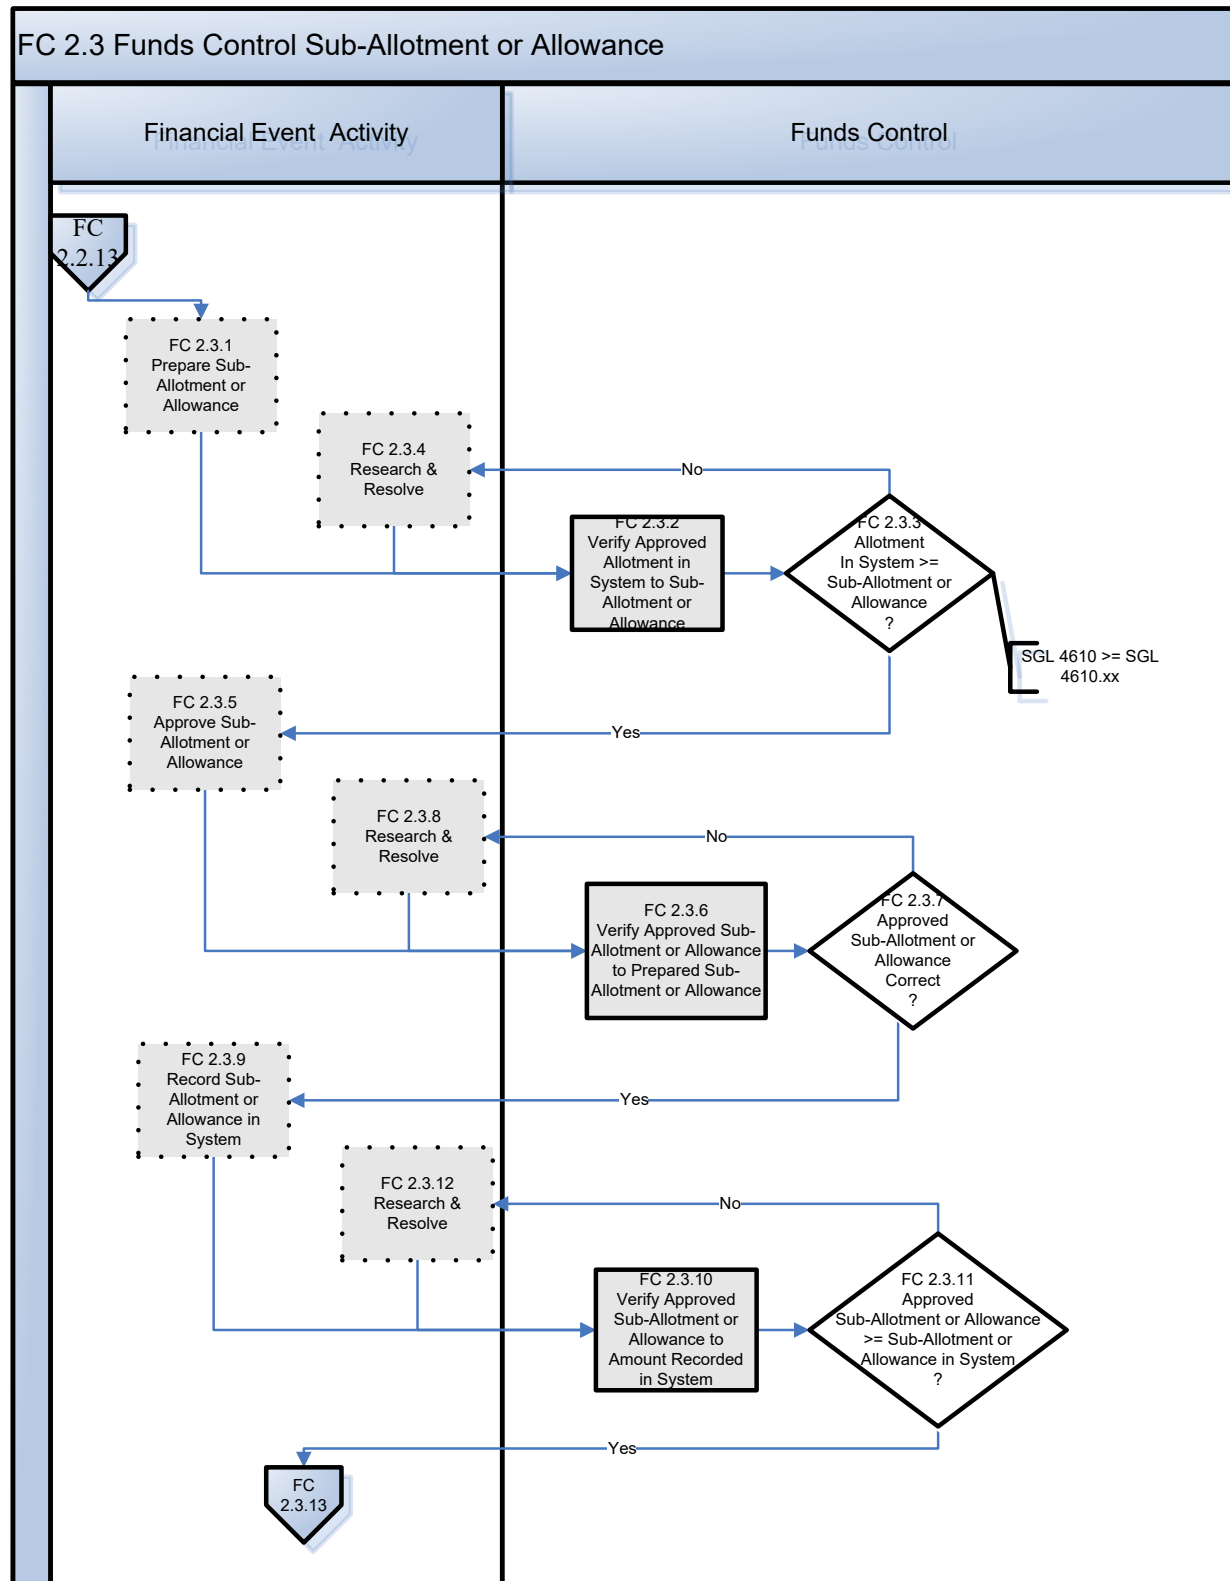 FC 2.3 Funds Control Sub-Allotment or Allowance
Financial Event Activity
Funds Control
FC
2.2.13
FC 2.3.1
Prepare Sub-
Allotment or
Allowance
FC 2.3.4
Research &
Resolve
No
FC 2.3.2
Verify Approved
Allotment in
System to Sub-
Allotment or
Allowance
FC 2.3.3
Allotment
In System >=
Sub-Allotment or
Allowance
?
SGL 4610 >= SGL
4610.xx
FC 2.3.5
Approve Sub-
Allotment or
Allowance
Yes
FC 2.3.8
Research &
Resolve
No
FC 2.3.6
Verify Approved Sub-
Allotment or Allowance
to Prepared Sub-
Allotment or Allowance
FC 2.3.7
Approved
Sub-Allotment or
Allowance
Correct
?
FC 2.3.9
Record Sub-
Allotment or
Allowance in
System
Yes
FC 2.3.12
Research &
Resolve
No
FC 2.3.10
Verify Approved
Sub-Allotment or
Allowance to
Amount Recorded
in System
FC 2.3.11
Approved
Sub-Allotment or Allowance
>= Sub-Allotment or
Allowance in System
?
Yes
FC
2.3.13